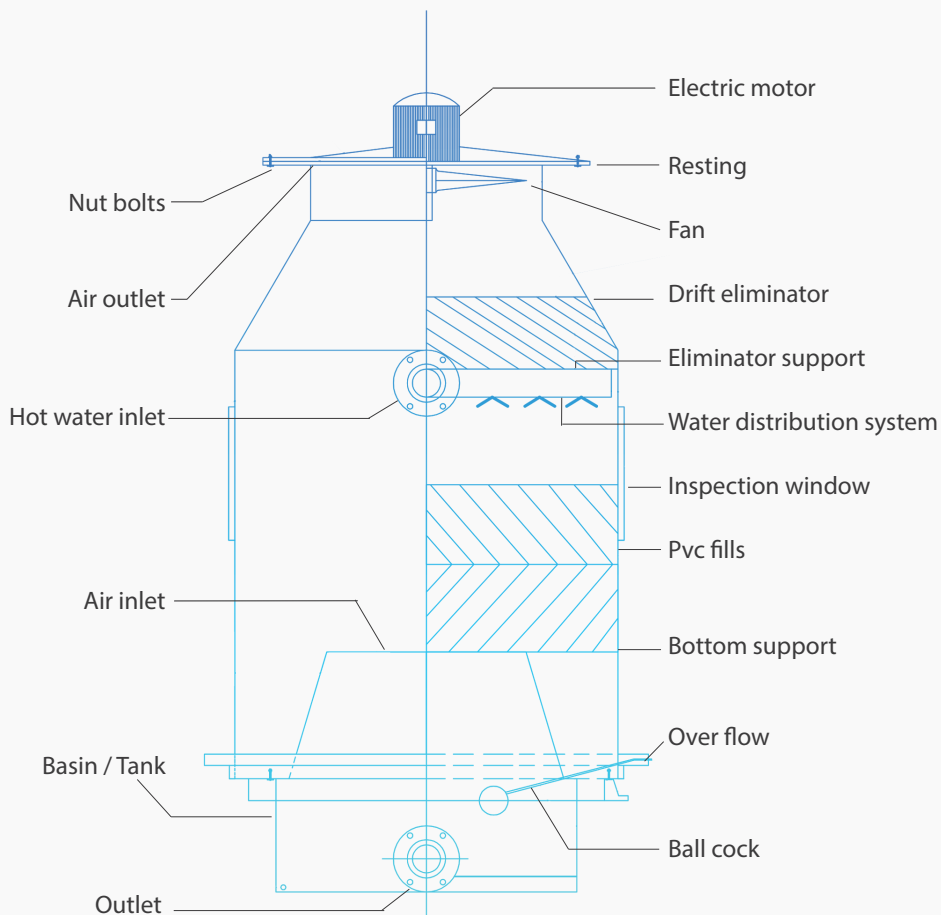 Electric motor
Resting
Nut bolts
Fan
Air outlet
Drift eliminator
Eliminator support
Hot water inlet
Water distribution system
Inspection window
Pvc fills
Air inlet
Bottom support
Over flow
Basin / Tank
Ball cock
Outlet